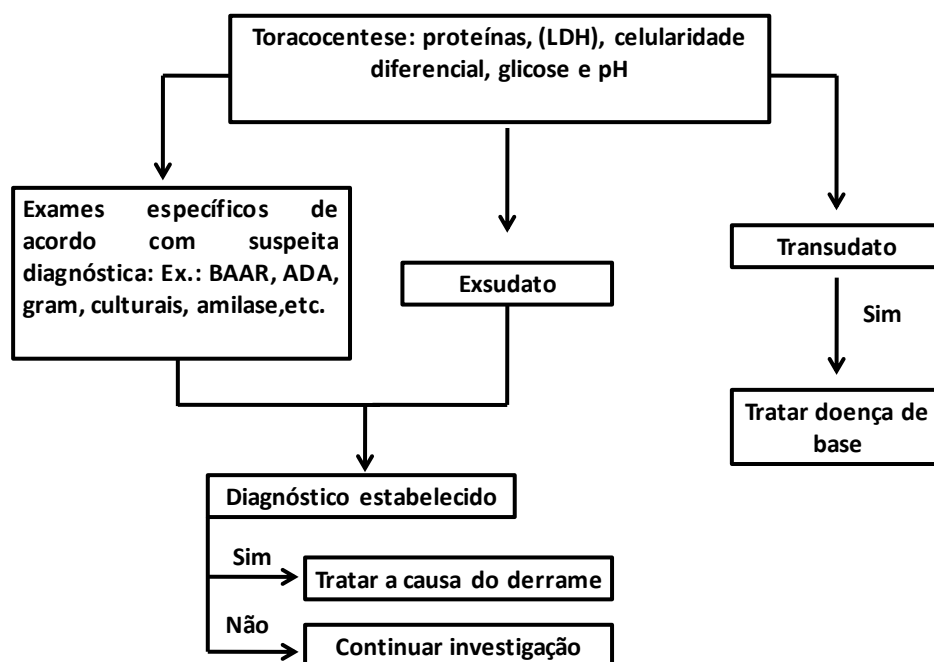 Toracocentese: proteínas, (LDH), celularidade
diferencial, glicose e pH
Exames específicos de
acordo com suspeita
diagnóstica: Ex.: BAAR, ADA,
gram, culturais, amilase,etc.
Exsudato
Transudato
Sim
Tratar doença de
base
Diagnóstico estabelecido
Sim
Tratar a causa do derrame
Não
Continuar investigação